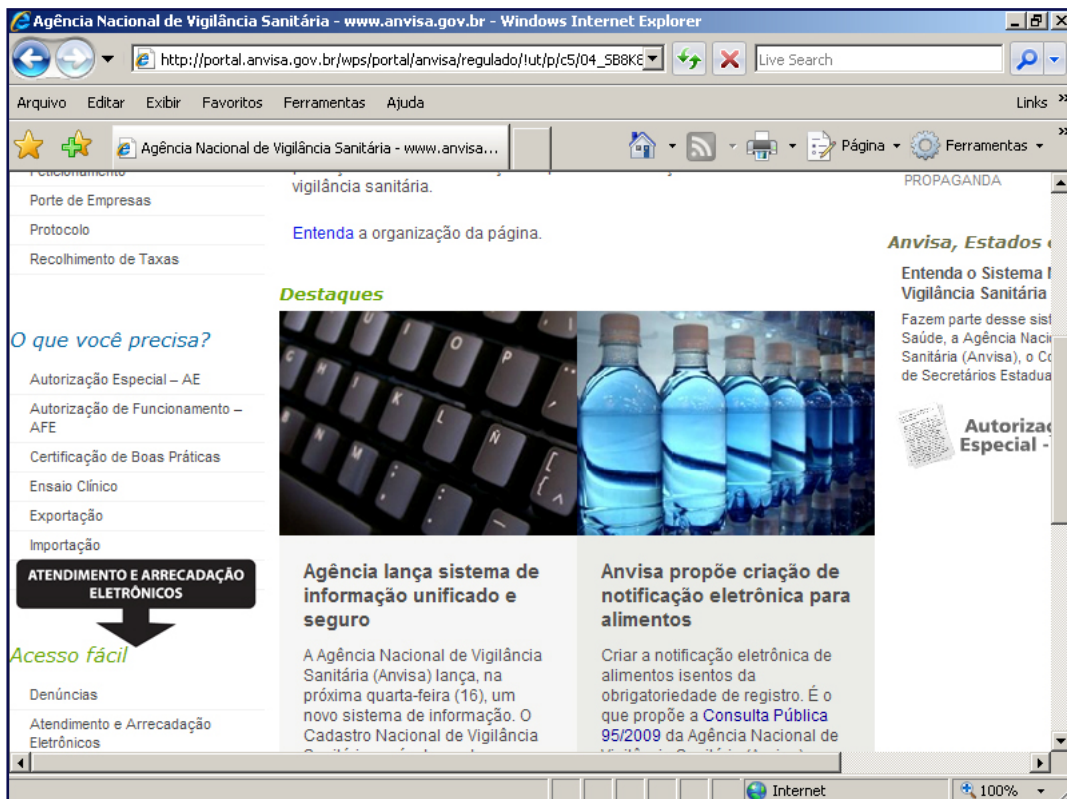 Agência Nacional de Vigilância Sanitária - www.anvisa.gov.br - Windows Internet Explorer
http://portal.anvisa.gov.br/wps/portal/anvisa/regulado/!ut/p/c5/04_SB8K8
Live Search
Arquivo Editar Exibir Favoritos Ferramentas Ajuda
Links »
Agência Nacional de Vigilância Sanitária - www.anvisa...
Página
Ferramentas
»
Peticionamento
Porte de Empresas
Protocolo
Recolhimento de Taxas
O que você precisa?
Autorização Especial – AE
Autorização de Funcionamento –
AFE
Certificação de Boas Práticas
Ensaio Clínico
Exportação
Importação
ATENDIMENTO E ARRECADAÇÃO
ELETRÔNICOS
Acesso fácil
Denúncias
Atendimento e Arrecadação
Eletrônicos
vigilância sanitária.
Entenda a organização da página.
Destaques
U I O P
J K L Ñ
B N M
Agência lança sistema de
informação unificado e
seguro
A Agência Nacional de Vigilância
Sanitária (Anvisa) lança, na
próxima quarta-feira (16), um
novo sistema de informação. O
Cadastro Nacional de Vigilância
Anvisa propõe criação de
notificação eletrônica para
alimentos
Criar a notificação eletrônica de
alimentos isentos da
obrigatoriedade de registro. É o
que propõe a Consulta Pública
95/2009 da Agência Nacional de
Vigilância Sanitária (Anvisa)
PROPAGANDA
Anvisa, Estados
Entenda o Sistema
Vigilância Sanitária
Fazem parte desse sist
Saúde, a Agência Naci
Sanitária (Anvisa), o Co
de Secretários Estadua
Autorizaç
Especial -
Internet
100%